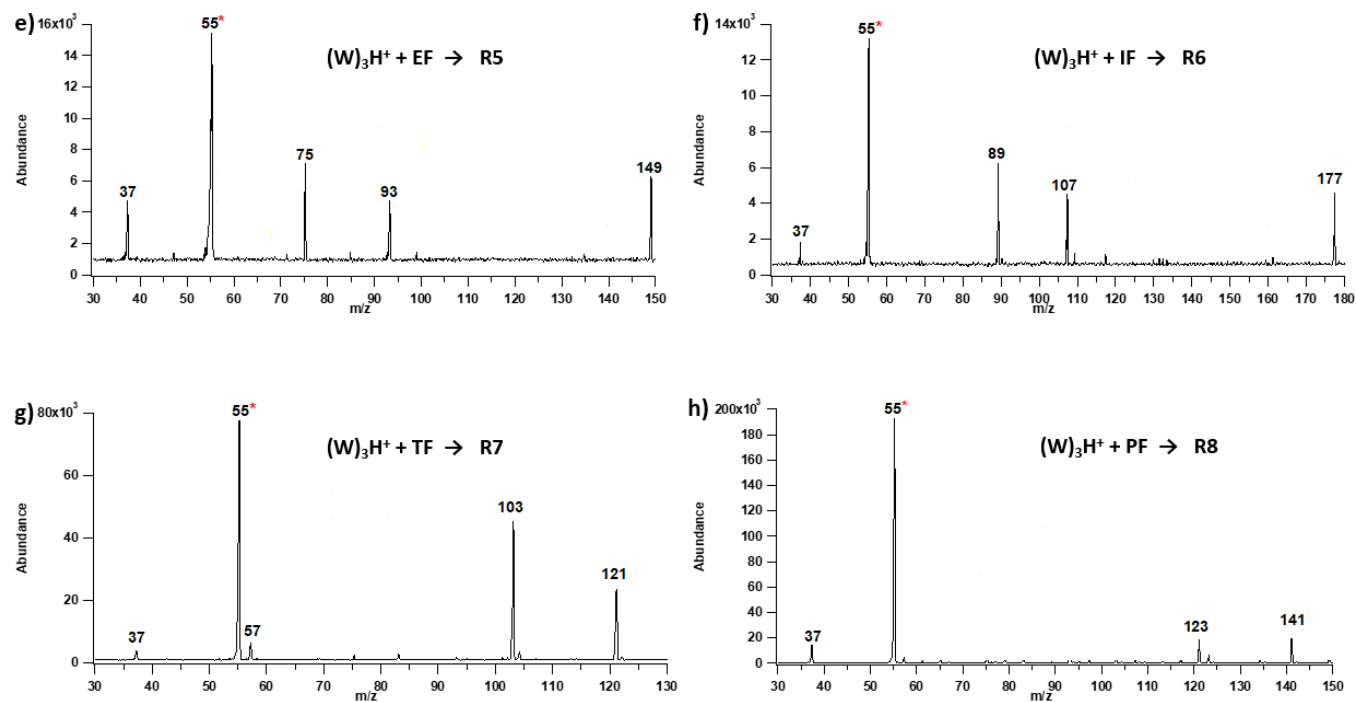 e)
16x10³
14
12
10
8
6
4
2
0
Abundance
55*
(W)₃H⁺ + EF → R5
37
75
93
149
30 40 50 60 70 80 90 100 110 120 130 140 150
m/z
f)
14x10³
12
10
8
6
4
2
0
Abundance
55*
(W)₃H⁺ + IF → R6
37
89
107
177
30 40 50 60 70 80 90 100 110 120 130 140 150 160 170 180
m/z
g)
80x10³
60
40
20
0
Abundance
55*
(W)₃H⁺ + TF → R7
37
57
103
121
30 40 50 60 70 80 90 100 110 120 130
m/z
h)
200x10³
180
160
140
120
100
80
60
40
20
0
Abundance
55*
(W)₃H⁺ + PF → R8
37
123
141
30 40 50 60 70 80 90 100 110 120 130 140 150
m/z